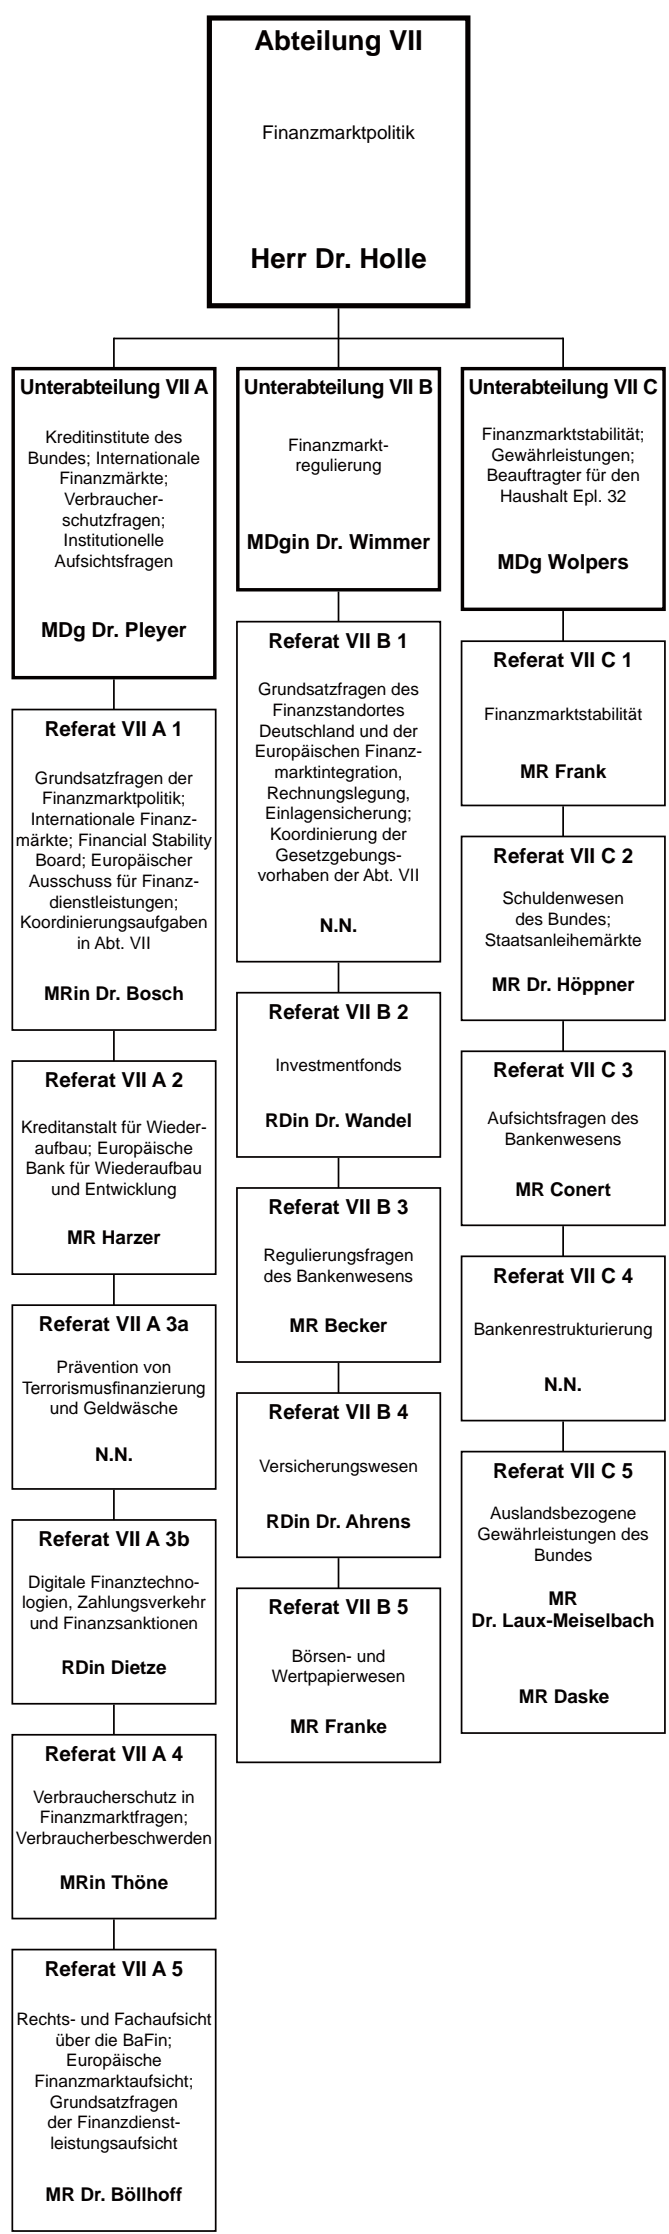 Abteilung VII
Finanzmarktpolitik
Herr Dr. Holle
Unterabteilung VII A
Kreditinstitute des
Bundes; Internationale
Finanzmärkte;
Verbraucher-
schutzfragen;
Institutionelle
Aufsichtsfragen
MDg Dr. Pleyer
Referat VII A 1
Grundsatzfragen der
Finanzmarktpolitik;
Internationale Finanz-
märkte; Financial Stability
Board; Europäischer
Ausschuss für Finanz-
dienstleistungen;
Koordinierungsaufgaben
in Abt. VII
MRin Dr. Bosch
Referat VII A 2
Kreditanstalt für Wieder-
aufbau; Europäische
Bank für Wiederaufbau
und Entwicklung
MR Harzer
Referat VII A 3a
Prävention von
Terrorismusfinanzierung
und Geldwäsche
N.N.
Referat VII A 3b
Digitale Finanztechno-
logien, Zahlungsverkehr
und Finanzsanktionen
RDin Dietze
Referat VII A 4
Verbraucherschutz in
Finanzmarktfragen;
Verbraucherbeschwerden
MRin Thöne
Referat VII A 5
Rechts- und Fachaufsicht
über die BaFin;
Europäische
Finanzmarktaufsicht;
Grundsatzfragen
der Finanzdienst-
leistungsaufsicht
MR Dr. Böllhoff
Unterabteilung VII B
Finanzmarkt-
regulierung
MDgin Dr. Wimmer
Referat VII B 1
Grundsatzfragen des
Finanzstandortes
Deutschland und der
Europäischen Finanz-
marktintegration,
Rechnungslegung,
Einlagensicherung;
Koordinierung der
Gesetzgebungs-
vorhaben der Abt. VII
N.N.
Referat VII B 2
Investmentfonds
RDin Dr. Wandel
Referat VII B 3
Regulierungsfragen
des Bankenwesens
MR Becker
Referat VII B 4
Versicherungswesen
RDin Dr. Ahrens
Referat VII B 5
Börsen- und
Wertpapierwesen
MR Franke
Unterabteilung VII C
Finanzmarktstabilität;
Gewährleistungen;
Beauftragter für den
Haushalt Epl. 32
MDg Wolpers
Referat VII C 1
Finanzmarktstabilität
MR Frank
Referat VII C 2
Schuldenwesen
des Bundes;
Staatsanleihemärkte
MR Dr. Höppner
Referat VII C 3
Aufsichtsfragen des
Bankenwesens
MR Conert
Referat VII C 4
Bankenrestrukturierung
N.N.
Referat VII C 5
Auslandsbezogene
Gewährleistungen des
Bundes
MR
Dr. Laux-Meiselbach
MR Daske